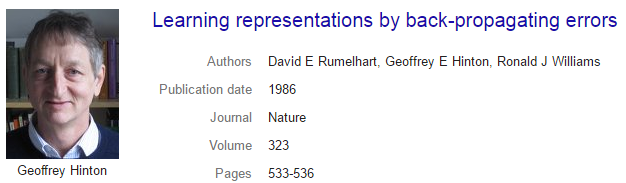 Learning representations by back-propagating errors
Authors David E Rumelhart, Geoffrey E Hinton, Ronald J Williams
Publication date 1986
Journal Nature
Volume 323
Pages 533-536
Geoffrey Hinton